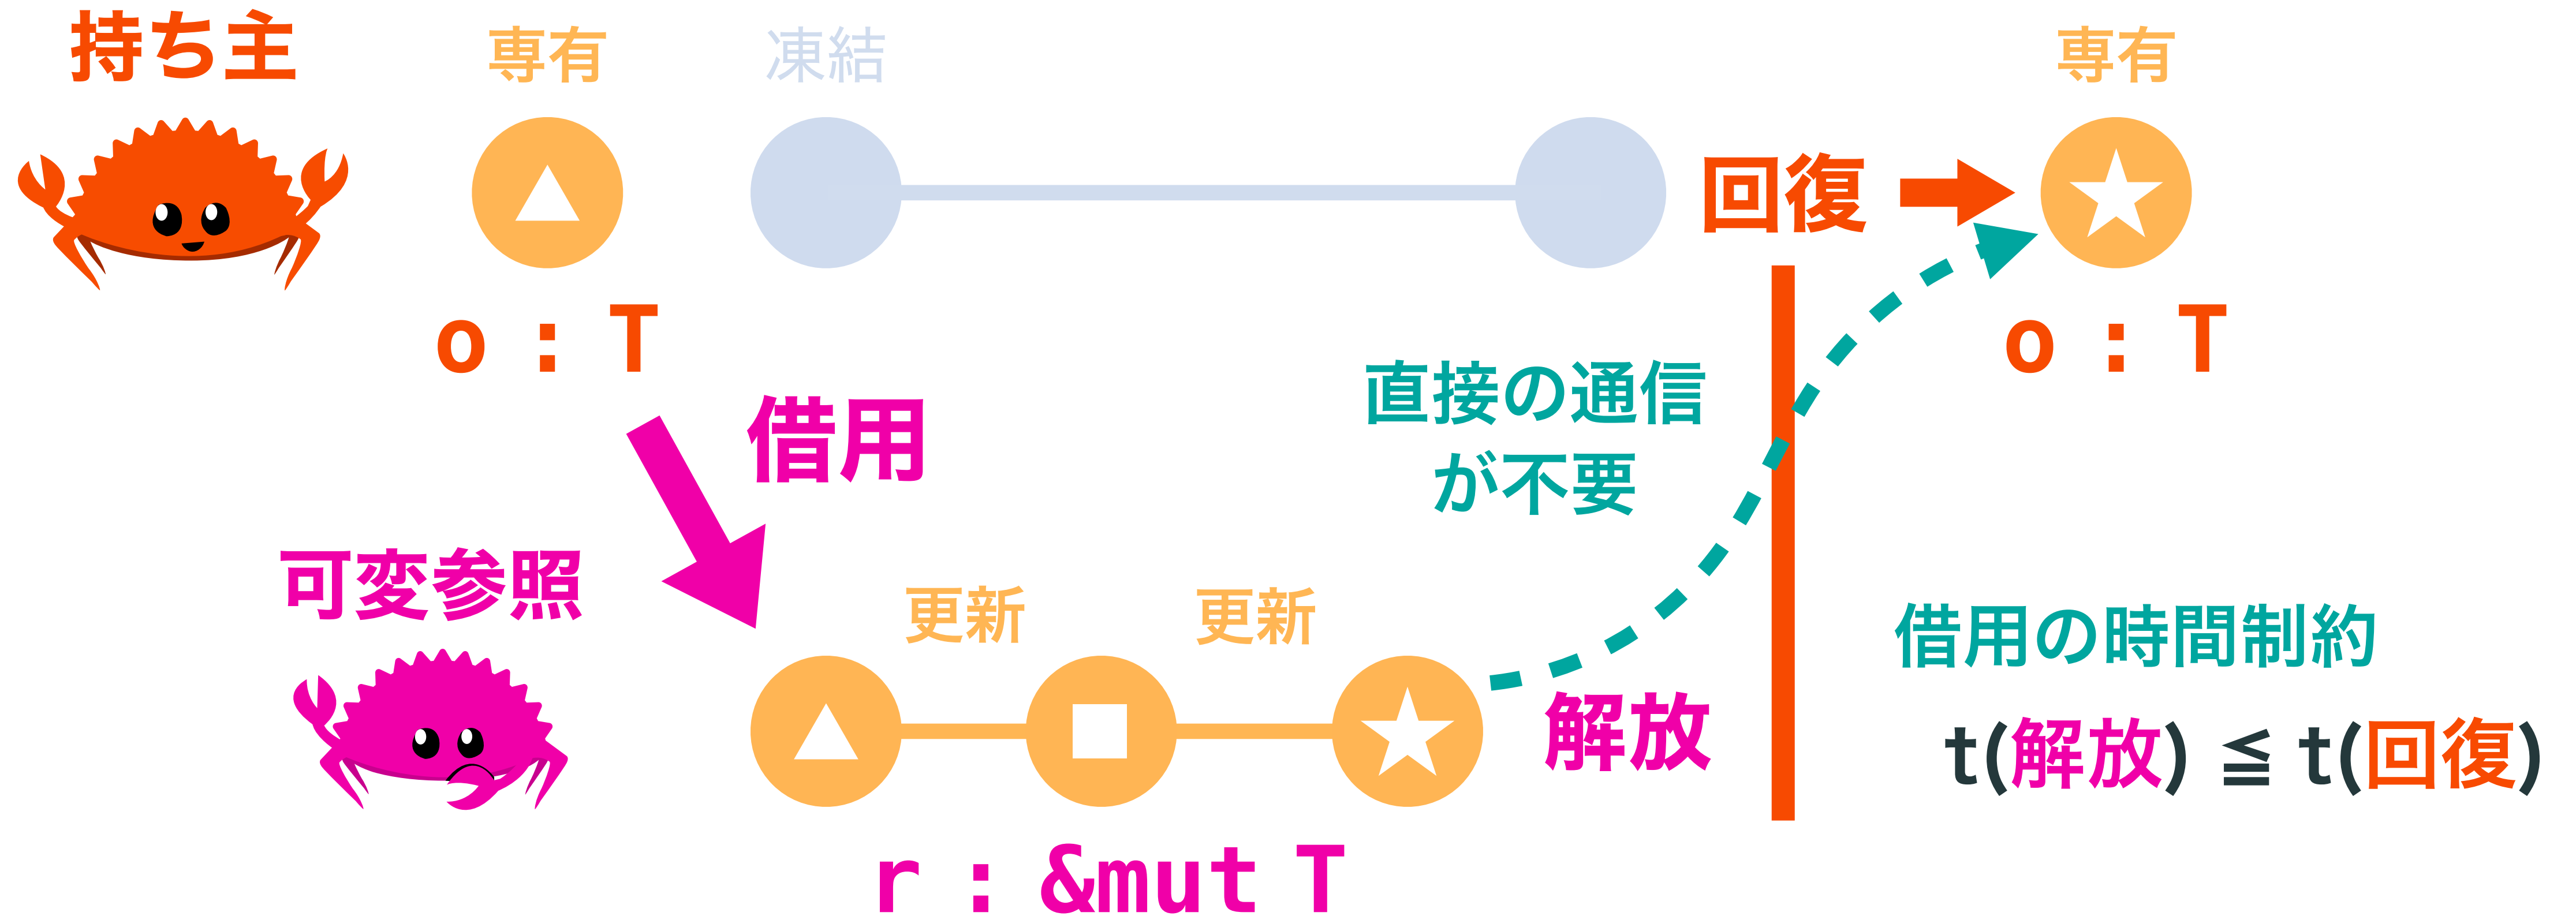 持ち主
専有
凍結
専有
回復
o : T
o : T
借用
直接の通信
が不要
可変参照
更新
更新
借用の時間制約
解放
t(解放) ≦ t(回復)
r : &mut T